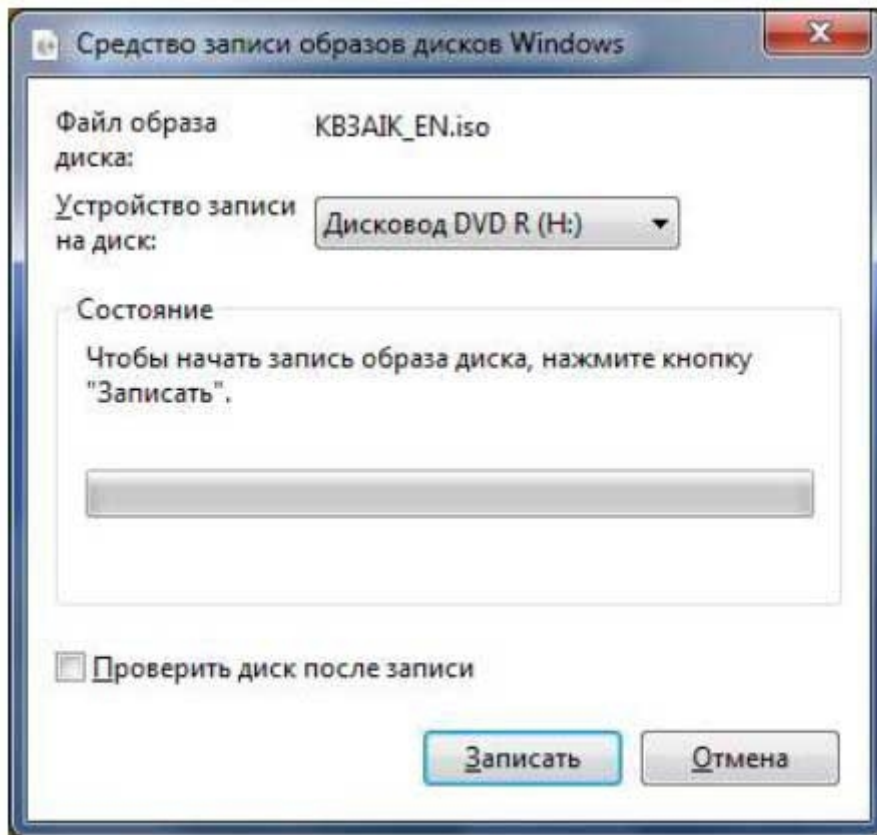 Средство записи образов дисков Windows
Файл образа диска:
KB3AIK_EN.iso
Устройство записи на диск:
Дисковод DVD R (H:)
Состояние
Чтобы начать запись образа диска, нажмите кнопку
"Записать".
Проверить диск после записи
Записать
Отмена